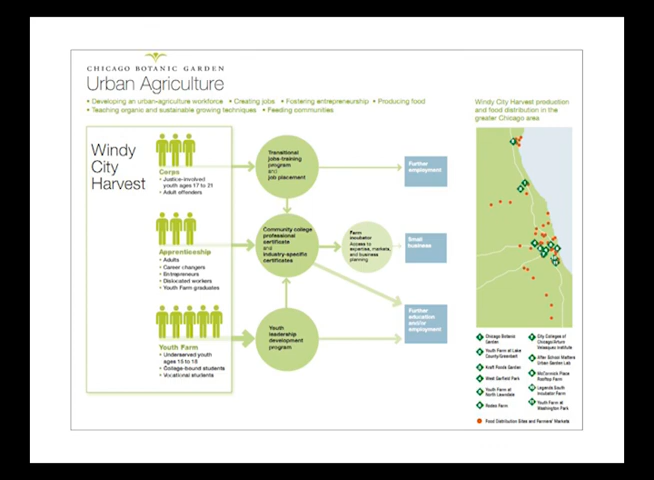 CHICAGO BOTANIC GARDEN
Urban Agriculture
• Developing an urban-agriculture workforce • Creating jobs • Fostering entrepreneurship • Producing food
• Teaching organic and sustainable growing techniques • Feeding communities
Windy City Harvest production
and food distribution in the
greater Chicago area
Windy
City
Harvest
Corps
• Justice-involved
youth ages 17 to 21
• Adult offenders
Transitional
jobs-training
program
and
job placement
Further
employment
Apprenticeship
• Adults
• Career changers
• Entrepreneurs
• Dislocated workers
• Youth Farm graduates
Community college
professional
certificate
and
industry-specific
certificates
Farm
incubator
Access to
expertise, markets,
and business
planning
Small
business
Youth Farm
• Underserved youth
ages 15 to 18
• College-bound students
• Vocational students
Youth
leadership
development
program
Further
education
and/or
employment
Chicago Botanic
Garden
Youth Farm at Lake
County/Greenbelt
Kraft Foods Garden
West Garfield Park
Youth Farm at
North Lawndale
Rodeo Farm
City Colleges of
Chicago/Arturo
Velasquez Institute
After School Matters
Urban Garden Lab
McCormick Place
Rooftop Farm
Legends South
Incubator Farm
Youth Farm at
Washington Park
Food Distribution Sites and Farmers' Markets